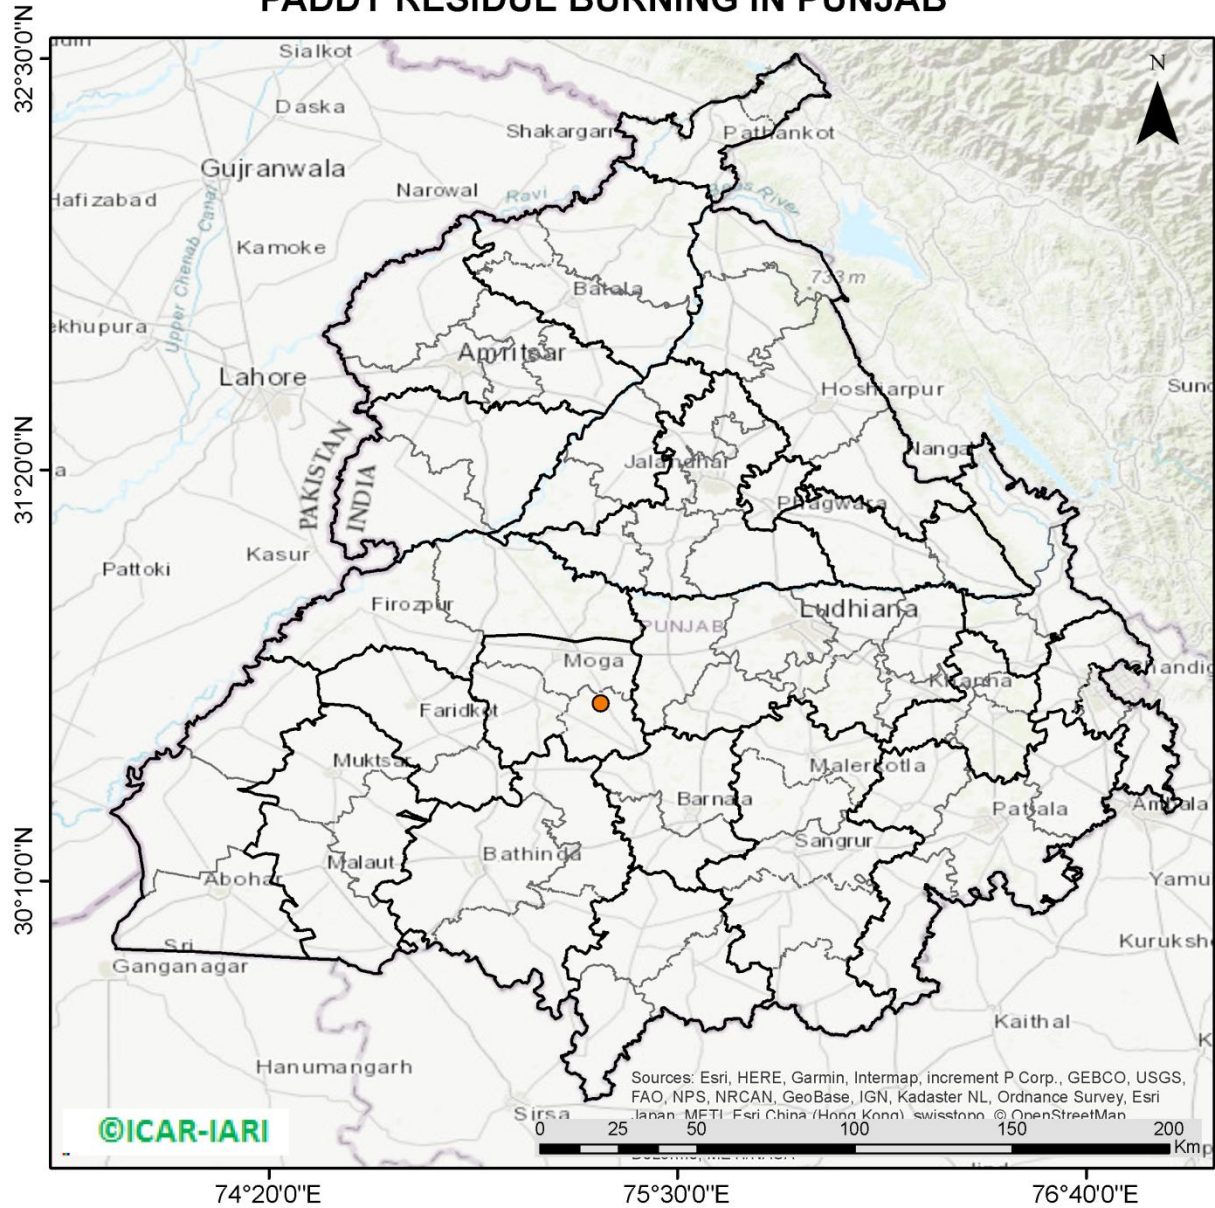 PADDY RESIDUE BURNING IN PUNJAB
32°30'0"N
Sialkot
N
Daska
Shakargarh
Pathankot
Gujranwala
Hafizabad
Narowal
Ravi
Beas River
Upper Chenab Canal
Kamoke
733 m
Batala
ekhupura
Amritsar
Lahore
Hoshiarpur
Sund
Nangal
31°20'0"N
PAKISTAN
INDIA
Jalandhar
Phagwara
Kasur
Pattoki
Firozpur
Ludhiana
PUNJAB
Moga
Chandig
Khanna
Faridkot
Muktsar
Malerkotla
Barnala
Patiala
Ambala
Sangrur
Bathinda
Malaut
30°10'0"N
Abohar
Yamu
Sri
Ganganagar
Kurukshe
Kaithal
K
Hanumangarh
Sources: Esri, HERE, Garmin, Intermap, increment P Corp., GEBCO, USGS,
FAO, NPS, NRCAN, GeoBase, IGN, Kadaster NL, Ordnance Survey, Esri
Japan, METI, Esri China (Hong Kong), swisstopo, © OpenStreetMap
Sirsa
©ICAR-IARI
0 25 50 100 150 200
Km
74°20'0"E 75°30'0"E 76°40'0"E